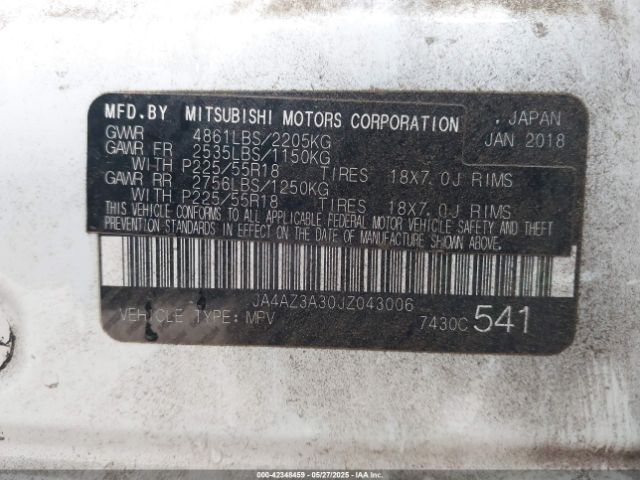 MFD.BY MITSUBISHI MOTORS CORPORATION , JAPAN
GVWR 4861LBS/2205KG JAN 2018
GAWR FR 2535LBS/1150KG
WITH P225/55R18 TIRES 18X7.0J RIMS
GAWR RR 2756LBS/1250KG
WITH P225/55R18 TIRES 18X7.0J RIMS
THIS VEHICLE CONFORMS TO ALL APPLICABLE FEDERAL MOTOR VEHICLE SAFETY AND THEFT
PREVENTION STANDARDS IN EFFECT ON THE DATE OF MANUFACTURE SHOWN ABOVE.
JA4AZ3A30JZ043006
VEHICLE TYPE: MPV 7430C 541
000-42348459 | 05/27/2025 | IAAI.COM